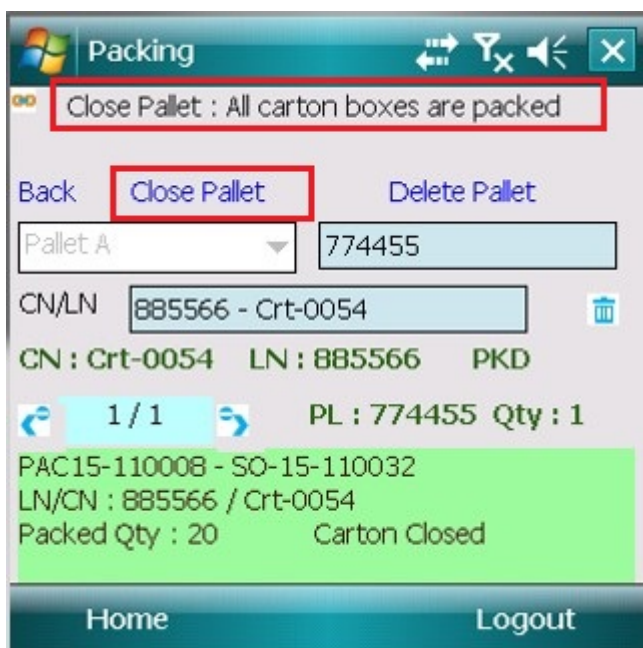 Packing
Close Pallet : All carton boxes are packed
Back Close Pallet Delete Pallet
Pallet A 774455
CN/LN 885566 - Crt-0054
CN : Crt-0054 LN : 885566 PKD
1 / 1 PL : 774455 Qty : 1
PAC15-110008 - SO-15-110032
LN/CN : 885566 / Crt-0054
Packed Qty : 20 Carton Closed
Home Logout